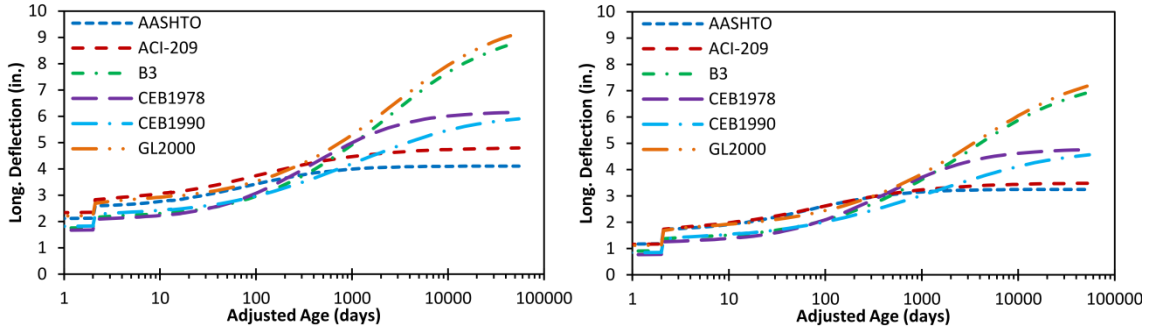 Long. Deflection (in.)
10
9
8
7
6
5
4
3
2
1
0
AASHTO
ACI-209
B3
CEB1978
CEB1990
GL2000
1 10 100 1000 10000 100000
Adjusted Age (days)
Long. Deflection (in.)
10
9
8
7
6
5
4
3
2
1
0
AASHTO
ACI-209
B3
CEB1978
CEB1990
GL2000
1 10 100 1000 10000 100000
Adjusted Age (days)